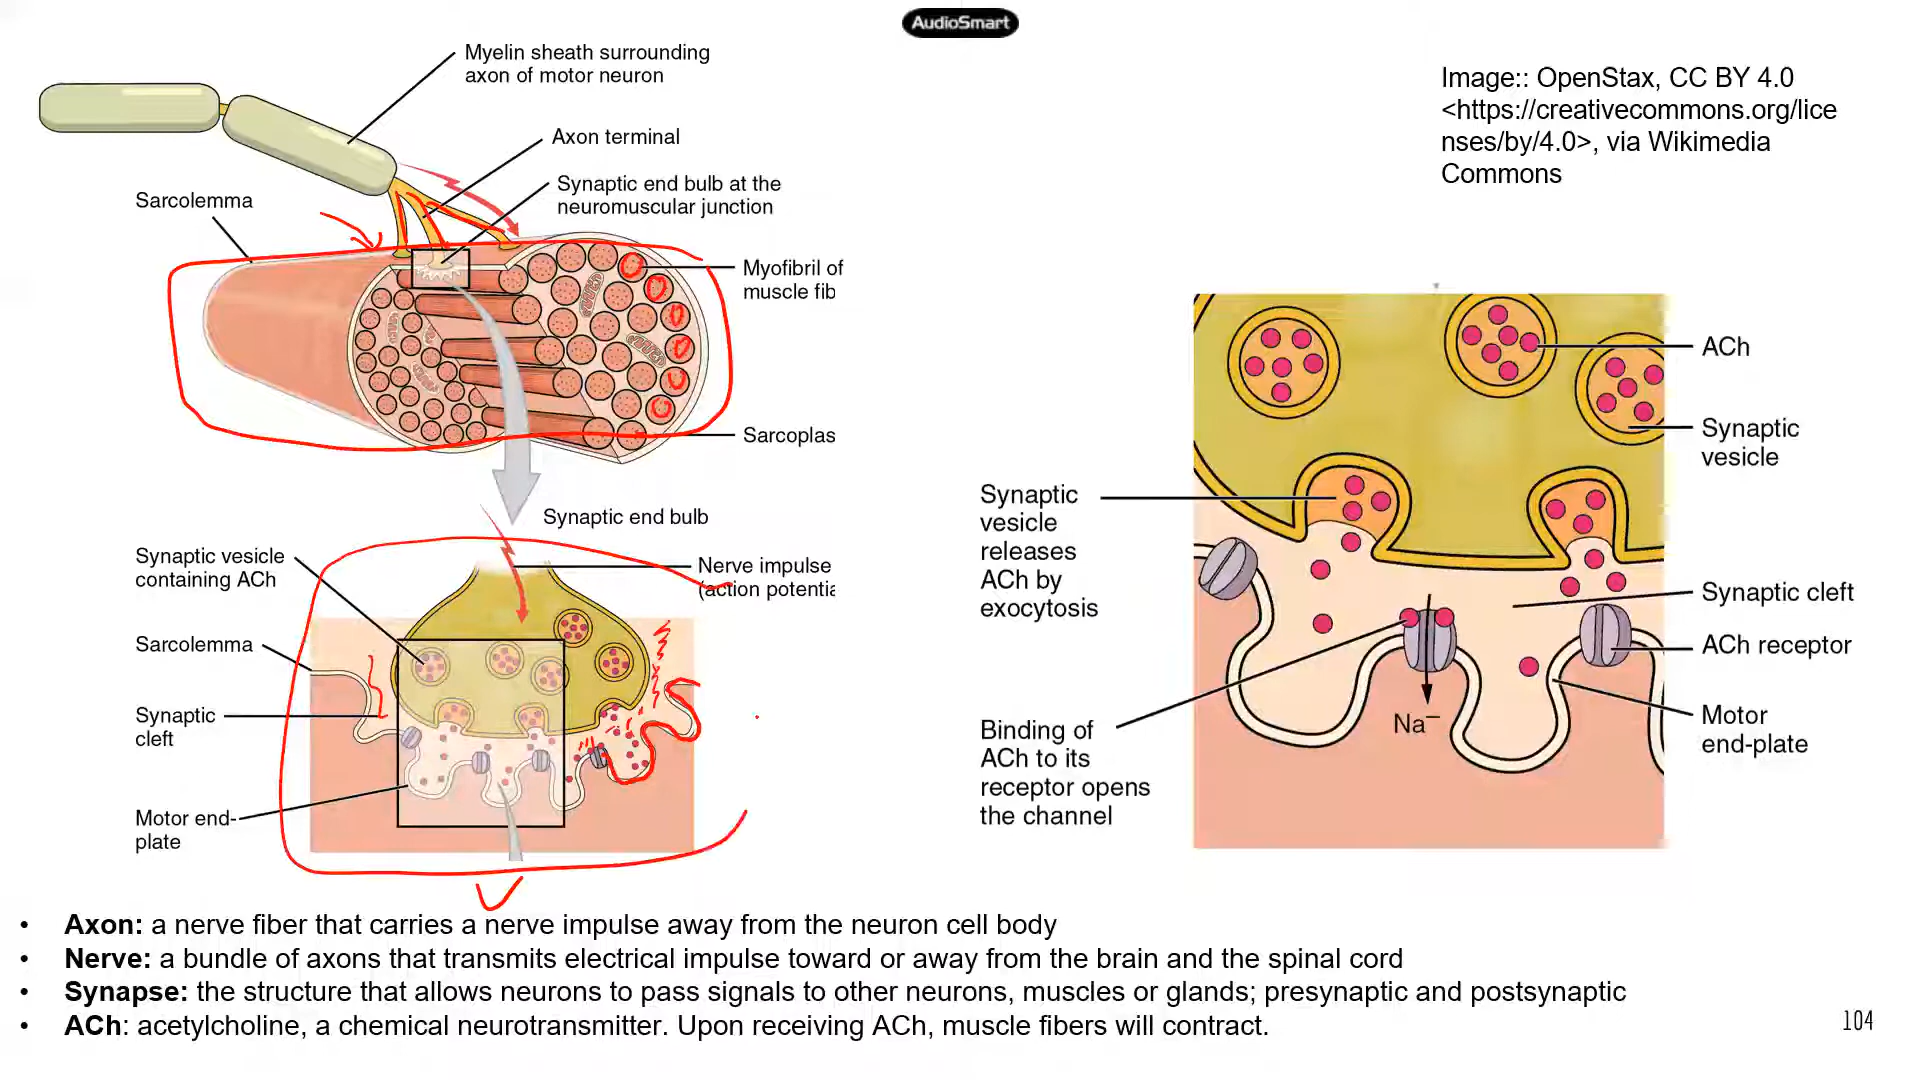 AudioSmart
Myelin sheath surrounding
axon of motor neuron
Axon terminal
Synaptic end bulb at the
neuromuscular junction
Sarcolemma
Myofibril of
muscle fib
Sarcoplas
Synaptic end bulb
Synaptic vesicle
containing ACh
Nerve impulse
(action potentia
Sarcolemma
Synaptic
cleft
Motor end-
plate
Image:: OpenStax, CC BY 4.0
<https://creativecommons.org/lice
nses/by/4.0>, via Wikimedia
Commons
ACh
Synaptic
vesicle
Synaptic
vesicle
releases
ACh by
exocytosis
Synaptic cleft
ACh receptor
Binding of
ACh to its
receptor opens
the channel
Na–
Motor
end-plate
• Axon: a nerve fiber that carries a nerve impulse away from the neuron cell body
• Nerve: a bundle of axons that transmits electrical impulse toward or away from the brain and the spinal cord
• Synapse: the structure that allows neurons to pass signals to other neurons, muscles or glands; presynaptic and postsynaptic
• ACh: acetylcholine, a chemical neurotransmitter. Upon receiving ACh, muscle fibers will contract.
104